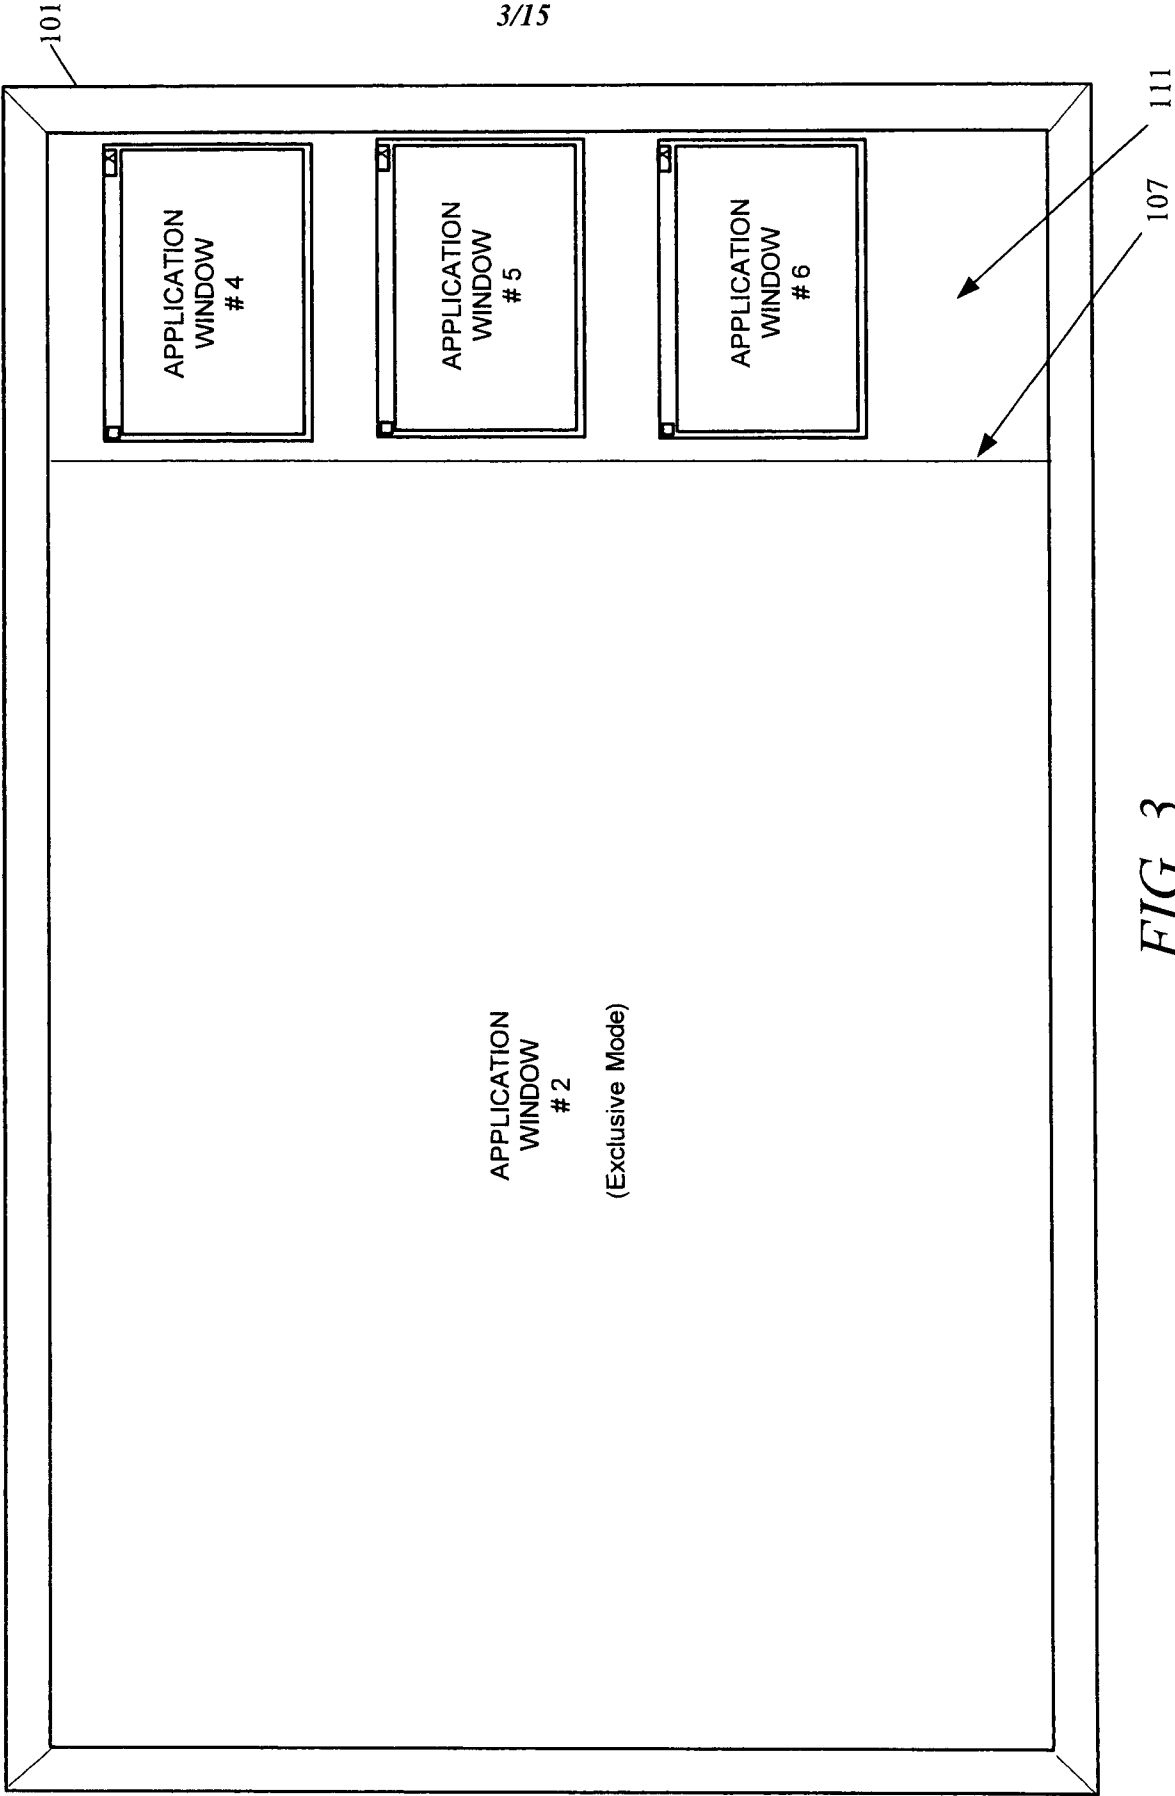 3/15
101
APPLICATION
WINDOW
# 4
APPLICATION
WINDOW
# 5
APPLICATION
WINDOW
# 6
111
107
APPLICATION
WINDOW
# 2
(Exclusive Mode)
FIG. 3